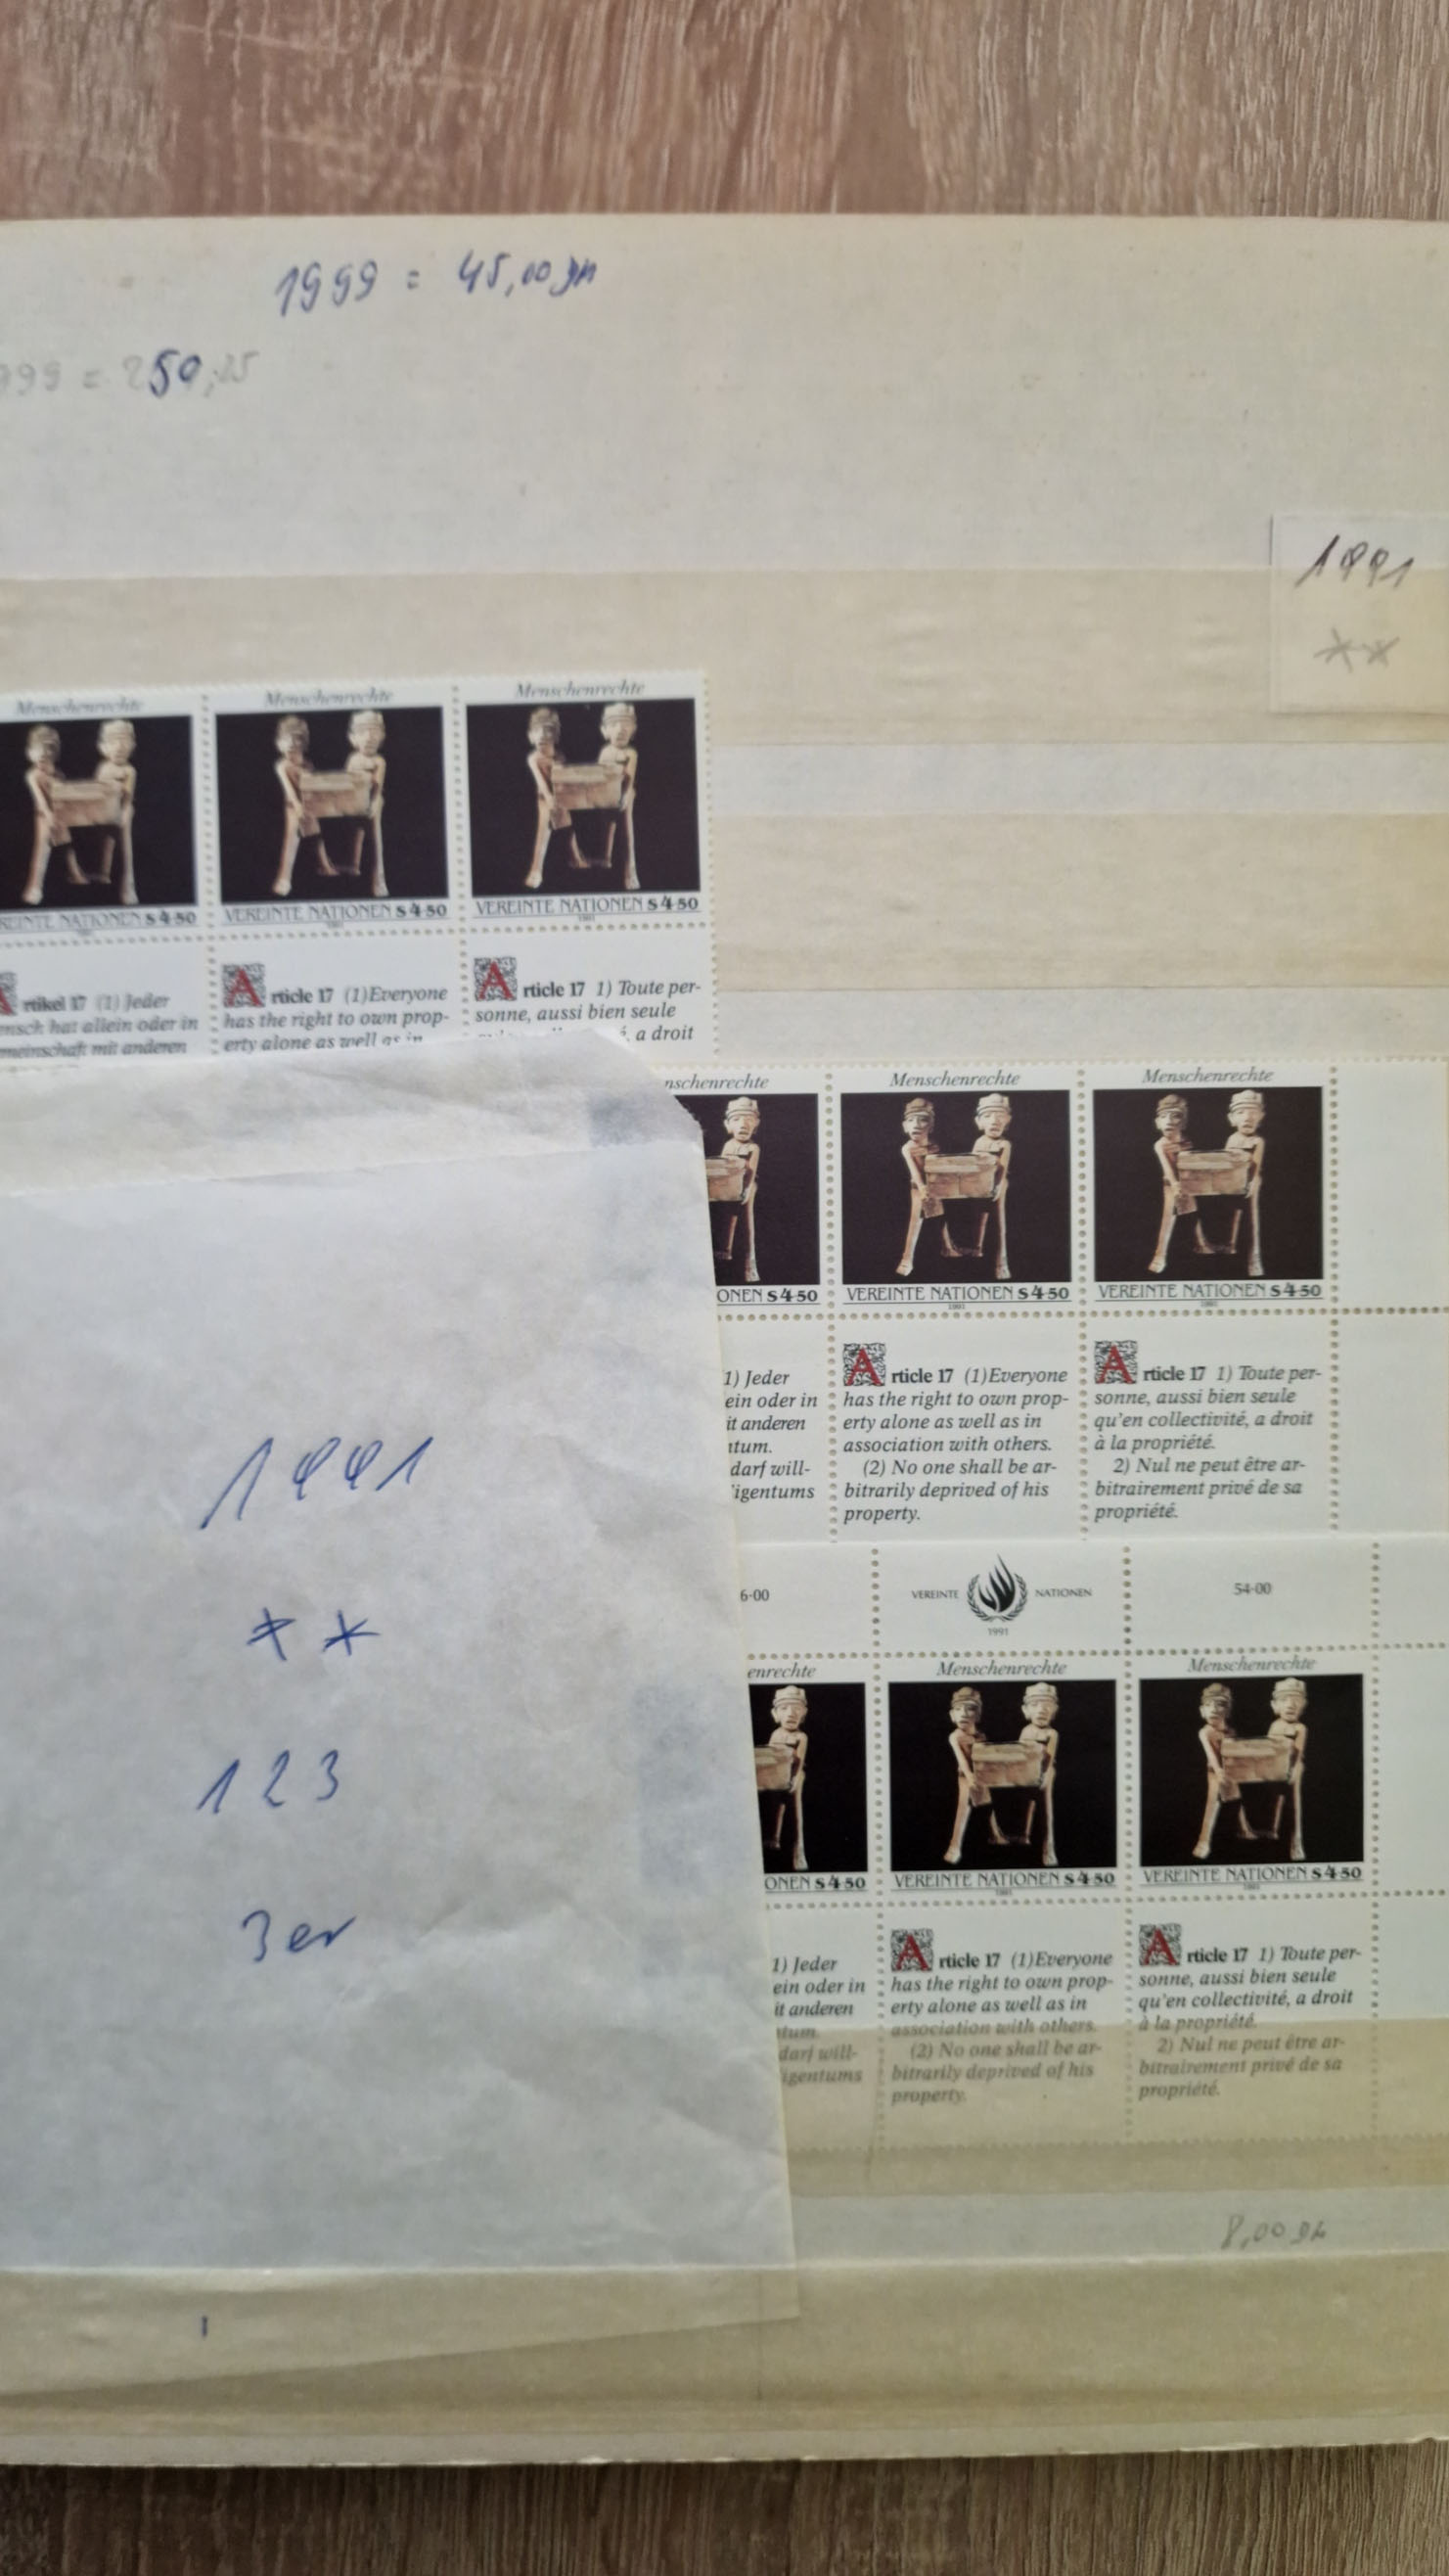 1999 = 45,00 DM
999 = 250,25
1991
**
Menschenrechte
Menschenrechte
Menschenrechte
REINTE NATIONEN S 4·50
VEREINTE NATIONEN S 4·50
1991
VEREINTE NATIONEN S 4·50
1991
Artikel 17 (1) Jeder
nsch hat allein oder in
meinschaft mit anderen
Article 17 (1) Everyone
has the right to own prop-
erty alone as well as in
Article 17 1) Toute per-
sonne, aussi bien seule
é, a droit
nschenrechte
Menschenrechte
Menschenrechte
ONEN S 4·50
VEREINTE NATIONEN S 4·50
1991
VEREINTE NATIONEN S 4·50
1991
1) Jeder
ein oder in
it anderen
ntum.
darf will-
igentums
Article 17 (1) Everyone
has the right to own prop-
erty alone as well as in
association with others.
(2) No one shall be ar-
bitrarily deprived of his
property.
Article 17 1) Toute per-
sonne, aussi bien seule
qu'en collectivité, a droit
à la propriété.
2) Nul ne peut être ar-
bitrairement privé de sa
propriété.
6·00
VEREINTE NATIONEN
1991
54·00
enrechte
Menschenrechte
Menschenrechte
ONEN S 4·50
VEREINTE NATIONEN S 4·50
1991
VEREINTE NATIONEN S 4·50
1991
1) Jeder
ein oder in
it anderen
ntum.
darf will-
igentums
Article 17 (1) Everyone
has the right to own prop-
erty alone as well as in
association with others.
(2) No one shall be ar-
bitrarily deprived of his
property.
Article 17 1) Toute per-
sonne, aussi bien seule
qu'en collectivité, a droit
à la propriété.
2) Nul ne peut être ar-
bitrairement privé de sa
propriété.
1991
**
123
3er
8,00 DM